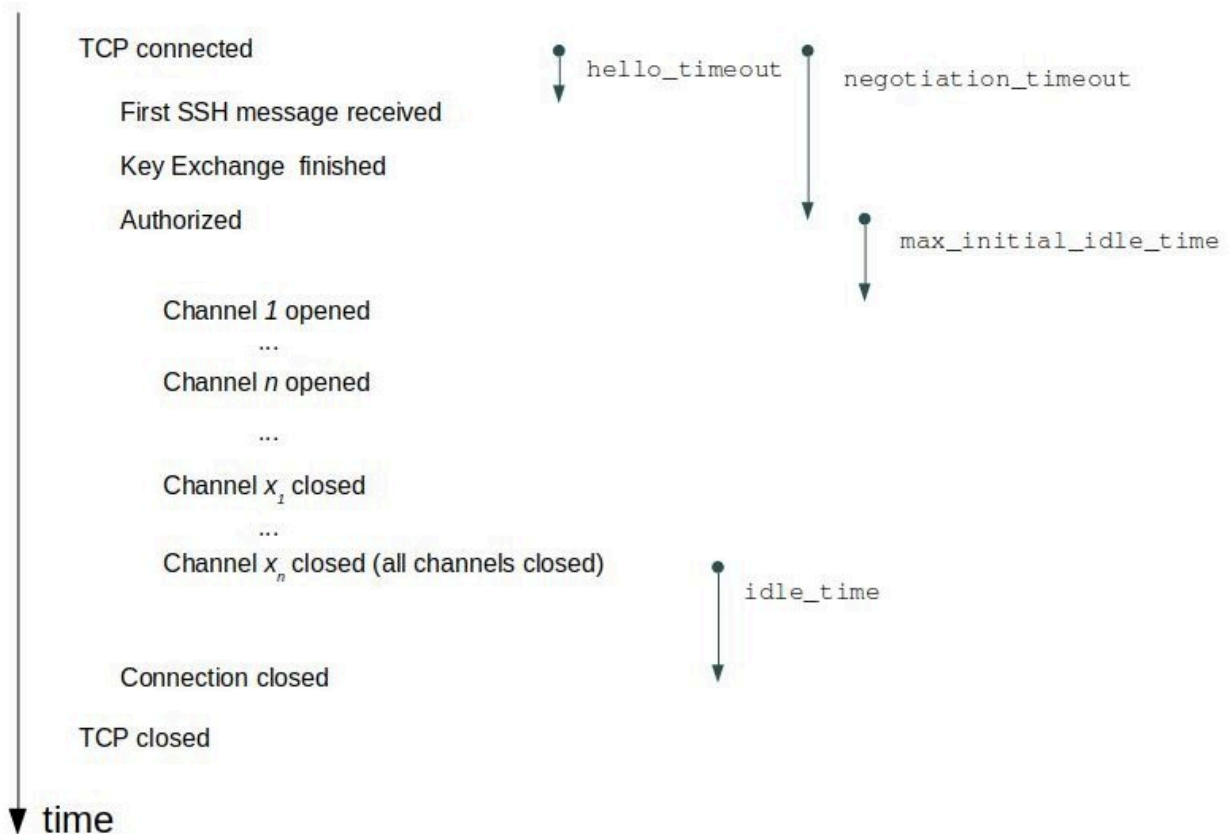 TCP connected
hello_timeout
negotiation_timeout
First SSH message received
Key Exchange  finished
Authorized
max_initial_idle_time
Channel 1 opened
...
Channel n opened
...
Channel x1 closed
...
Channel xn closed (all channels closed)
idle_time
Connection closed
TCP closed
time